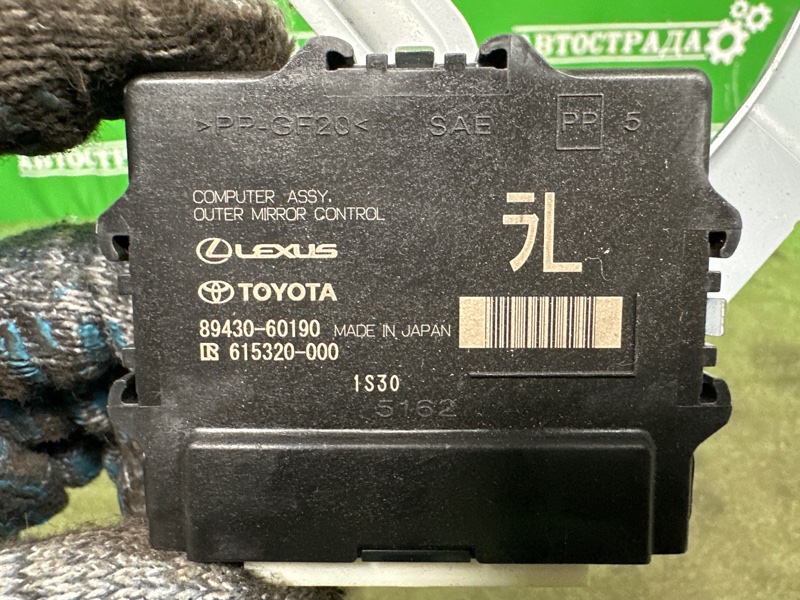 АВТОСТРАДА
АВТОСТРАДА
>PP-GF20<
SAE
PP 5
COMPUTER ASSY,
OUTER MIRROR CONTROL
LEXUS
TOYOTA
89430-60190 MADE IN JAPAN
615320-000
1S30
5162